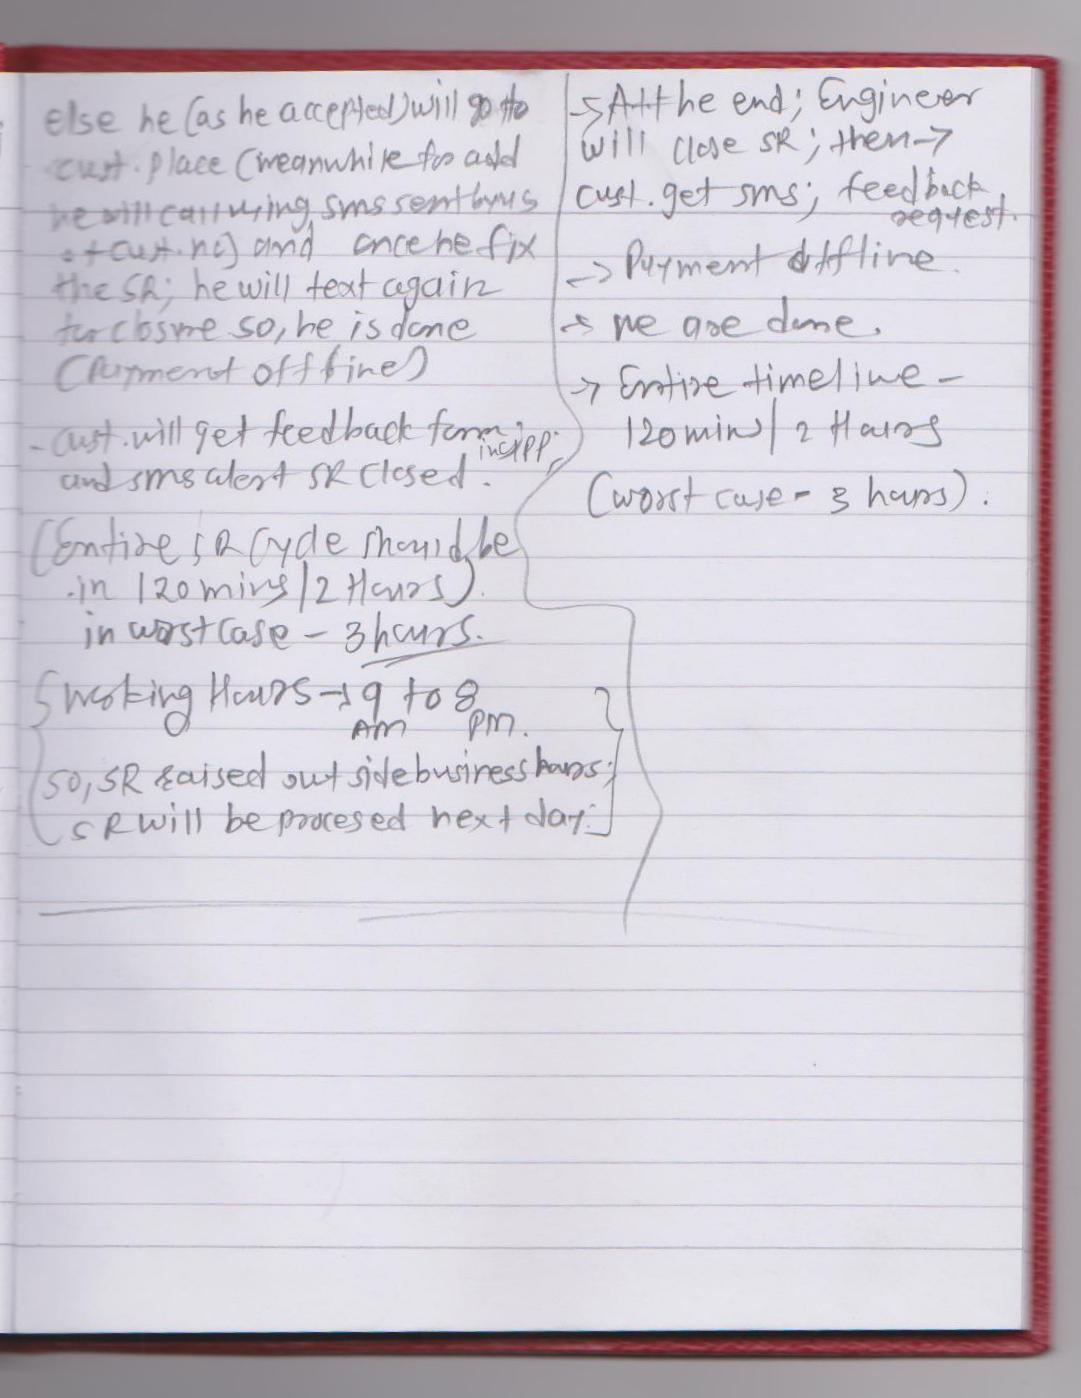 else he (as he accepted) will go to
cust. place (meanwhile for add
he will call using sms sent by us
of cust. no) and once he fix
the SR; he will text again
for closure so, he is done
(Payment offline)
- cust. will get feedback form in app.
and sms alert SR closed.
(Entire SR Cycle should be
in 120 mins / 2 Hours)
in worst case - 3 hours.
Working Hours → 9 AM to 8 PM.
so, SR raised outside business hours;
SR will be procesed next day.
→ At the end; Engineer
will close SR; then →
cust. get sms; feedback
request.
→ Payment offline.
→ we are done.
→ Entire timeline -
120 mins / 2 Hours
(worst case - 3 hours).